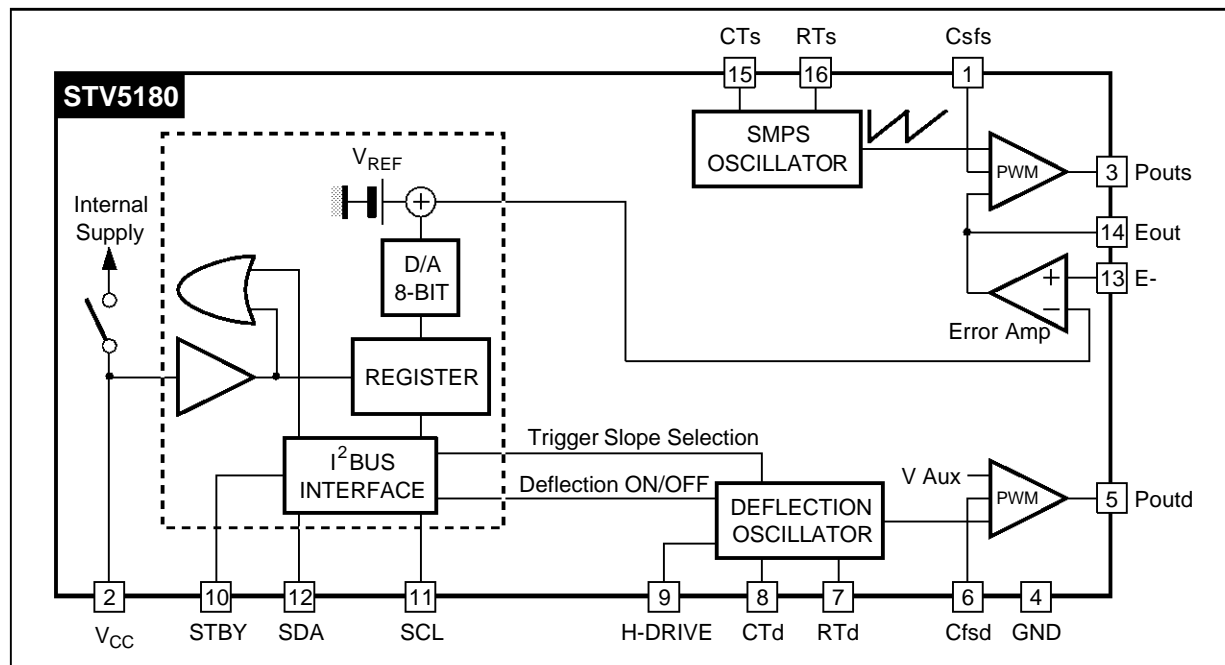 CTs RTs Csfs
15 16 1
STV5180
SMPS
OSCILLATOR
PWM
3 Pouts
VREF
+
Internal
Supply
14 Eout
D/A
8-BIT
+
13 E-
−
Error Amp
REGISTER
Trigger Slope Selection
I2BUS
INTERFACE
Deflection ON/OFF
V Aux
PWM
5 Poutd
DEFLECTION
OSCILLATOR
2 10 12 11 9 8 7 6 4
VCC STBY SDA SCL H-DRIVE CTd RTd Cfsd GND